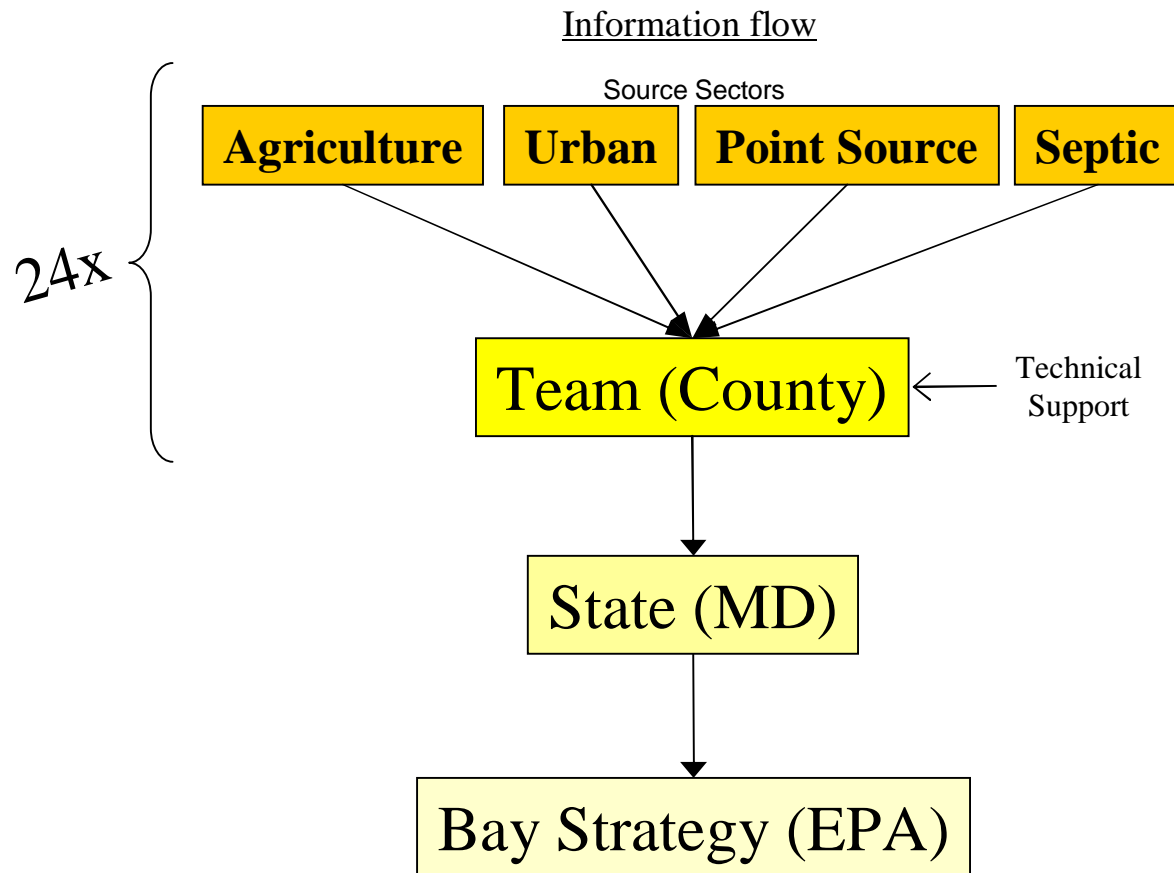 Information flow
Source Sectors
Agriculture
Urban
Point Source
Septic
24x
Team (County)
Technical
Support
State (MD)
Bay Strategy (EPA)